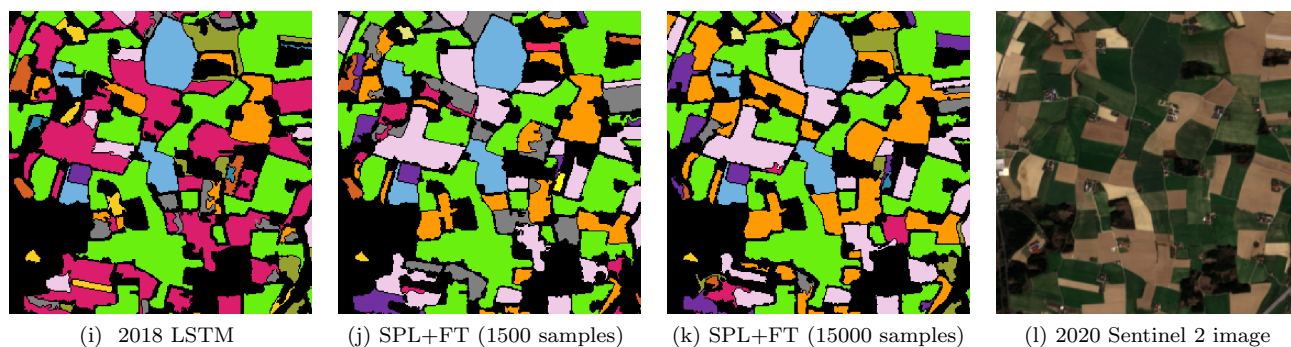 (i) 2018 LSTM
(j) SPL+FT (1500 samples)
(k) SPL+FT (15000 samples)
(l) 2020 Sentinel 2 image